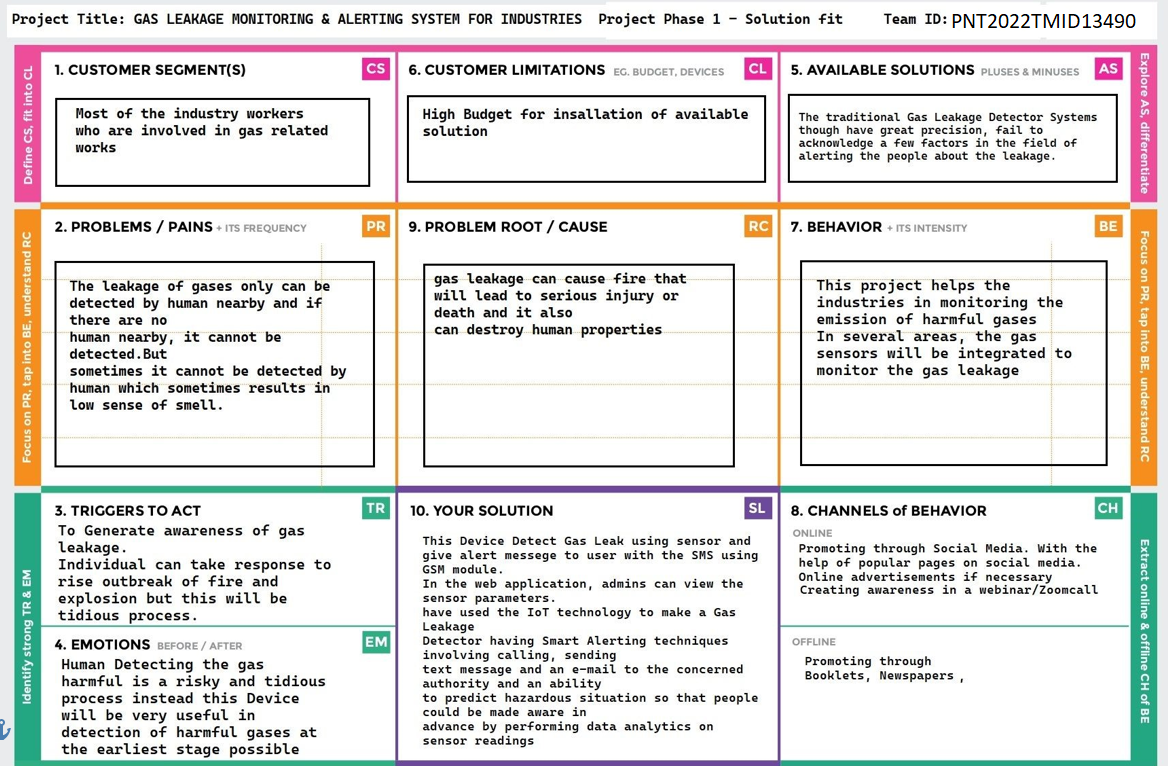 Project Title: GAS LEAKAGE MONITORING & ALERTING SYSTEM FOR INDUSTRIES Project Phase 1 - Solution fit Team ID: PNT2022TMID13490
Define CS, fit into CL
1. CUSTOMER SEGMENT(S) CS
Most of the industry workers
who are involved in gas related
works
6. CUSTOMER LIMITATIONS EG. BUDGET, DEVICES CL
High Budget for insallation of available
solution
5. AVAILABLE SOLUTIONS PLUSES & MINUSES AS
The traditional Gas Leakage Detector Systems
though have great precision, fail to
acknowledge a few factors in the field of
alerting the people about the leakage.
Explore AS, differentiate
Focus on PR, tap into BE, understand RC
2. PROBLEMS / PAINS + ITS FREQUENCY PR
The leakage of gases only can be
detected by human nearby and if
there are no
human nearby, it cannot be
detected.But
sometimes it cannot be detected by
human which sometimes results in
low sense of smell.
9. PROBLEM ROOT / CAUSE RC
gas leakage can cause fire that
will lead to serious injury or
death and it also
can destroy human properties
7. BEHAVIOR + ITS INTENSITY BE
This project helps the
industries in monitoring the
emission of harmful gases
In several areas, the gas
sensors will be integrated to
monitor the gas leakage
Focus on PR, tap into BE, understand RC
Identify strong TR & EM
3. TRIGGERS TO ACT TR
To Generate awareness of gas
leakage.
Individual can take response to
rise outbreak of fire and
explosion but this will be
tidious process.
4. EMOTIONS BEFORE / AFTER EM
Human Detecting the gas
harmful is a risky and tidious
process instead this Device
will be very useful in
detection of harmful gases at
the earliest stage possible
10. YOUR SOLUTION SL
This Device Detect Gas Leak using sensor and
give alert messege to user with the SMS using
GSM module.
In the web application, admins can view the
sensor parameters.
have used the IoT technology to make a Gas
Leakage
Detector having Smart Alerting techniques
involving calling, sending
text message and an e-mail to the concerned
authority and an ability
to predict hazardous situation so that people
could be made aware in
advance by performing data analytics on
sensor readings
8. CHANNELS of BEHAVIOR CH
ONLINE
Promoting through Social Media. With the
help of popular pages on social media.
Online advertisements if necessary
Creating awareness in a webinar/Zoomcall
OFFLINE
Promoting through
Booklets, Newspapers ,
Extract online & offline CH of BE